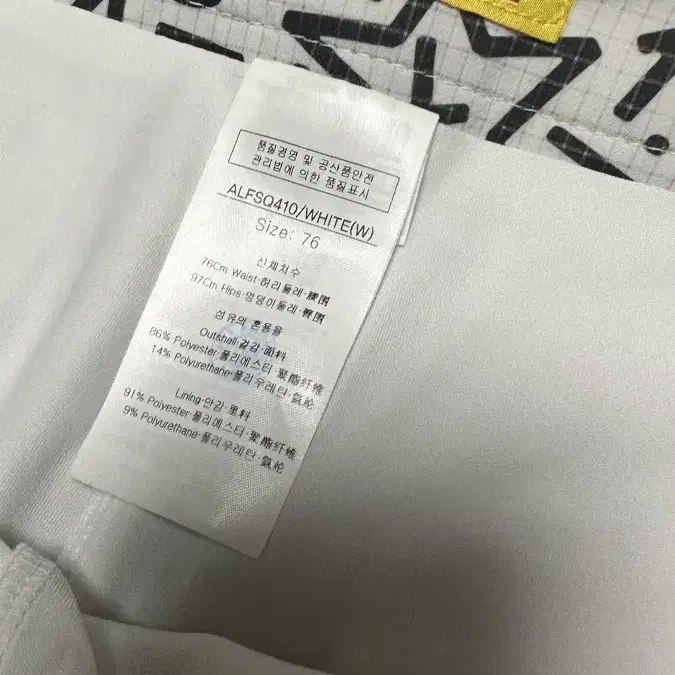 품질경영 및 공산품안전
관리법에 의한 품질표시
ALFSQ410/WHITE(W)
Size: 76
신체치수
76Cm Waist·허리둘레·腰围
97Cm Hips·엉덩이둘레·臀围
섬유의 혼용율
Outshell·겉감·面料
86% Polyester·폴리에스터·聚酯纤维
14% Polyurethane·폴리우레탄·氨纶
Lining·안감·里料
91% Polyester·폴리에스터·聚酯纤维
9% Polyurethane·폴리우레탄·氨纶